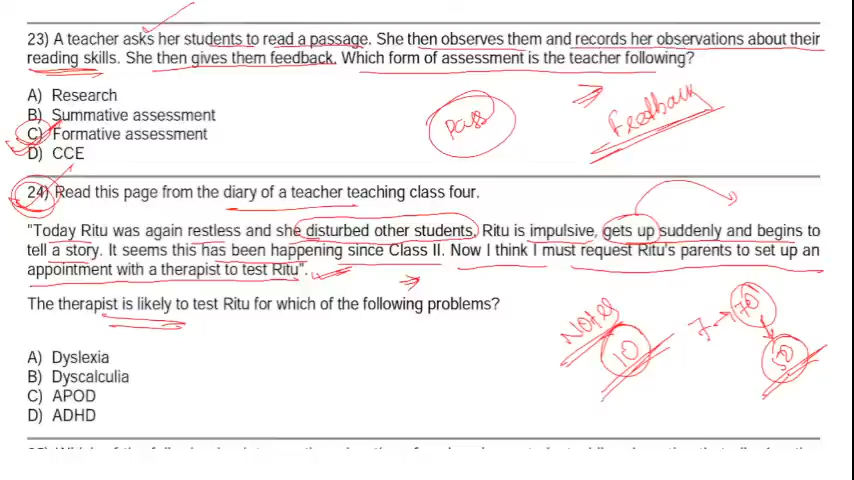 23) A teacher asks her students to read a passage. She then observes them and records her observations about their
reading skills. She then gives them feedback. Which form of assessment is the teacher following?
A) Research
B) Summative assessment
C) Formative assessment
D) CCE
Pass
Feedback
24) Read this page from the diary of a teacher teaching class four.
"Today Ritu was again restless and she disturbed other students. Ritu is impulsive, gets up suddenly and begins to
tell a story. It seems this has been happening since Class II. Now I think I must request Ritu's parents to set up an
appointment with a therapist to test Ritu".
The therapist is likely to test Ritu for which of the following problems?
Notes
10
7
70
50
A) Dyslexia
B) Dyscalculia
C) APOD
D) ADHD